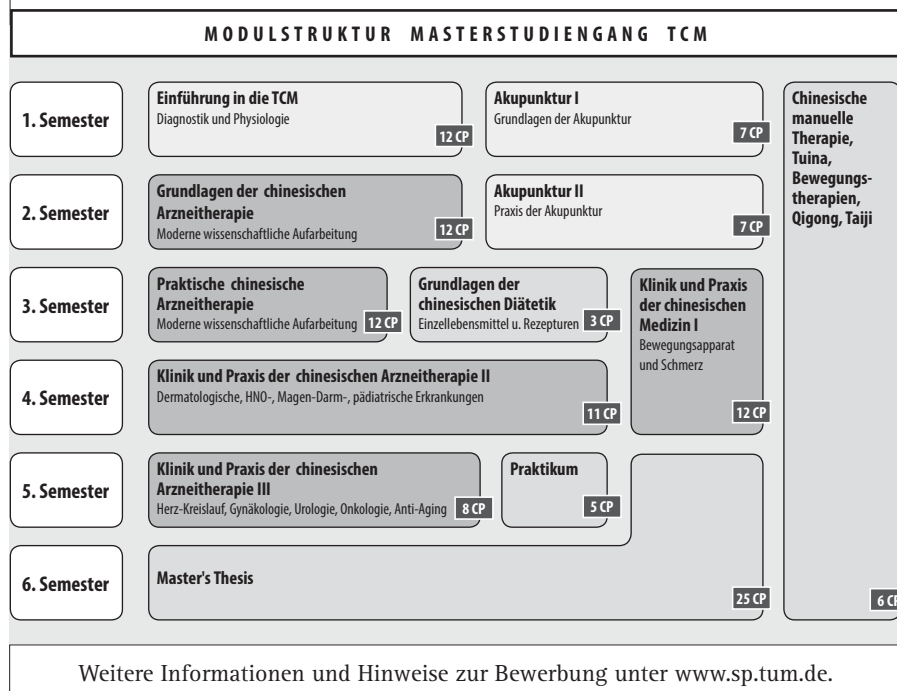 MODULSTRUKTUR MASTERSTUDIENGANG TCM
1. Semester
Einführung in die TCM
Diagnostik und Physiologie
12 CP
Akupunktur I
Grundlagen der Akupunktur
7 CP
Chinesische
manuelle
Therapie,
Tuina,
Bewegungs-
therapien,
Qigong, Taiji
6 CP
2. Semester
Grundlagen der chinesischen
Arzneitherapie
Moderne wissenschaftliche Aufarbeitung
12 CP
Akupunktur II
Praxis der Akupunktur
7 CP
3. Semester
Praktische chinesische
Arzneitherapie
Moderne wissenschaftliche Aufarbeitung
12 CP
Grundlagen der
chinesischen Diätetik
Einzellebensmittel u. Rezepturen
3 CP
Klinik und Praxis
der chinesischen
Medizin I
Bewegungsapparat
und Schmerz
12 CP
4. Semester
Klinik und Praxis der chinesischen Arzneitherapie II
Dermatologische, HNO-, Magen-Darm-, pädiatrische Erkrankungen
11 CP
5. Semester
Klinik und Praxis der chinesischen
Arzneitherapie III
Herz-Kreislauf, Gynäkologie, Urologie, Onkologie, Anti-Aging
8 CP
Praktikum
5 CP
6. Semester
Master's Thesis
25 CP
Weitere Informationen und Hinweise zur Bewerbung unter www.sp.tum.de.